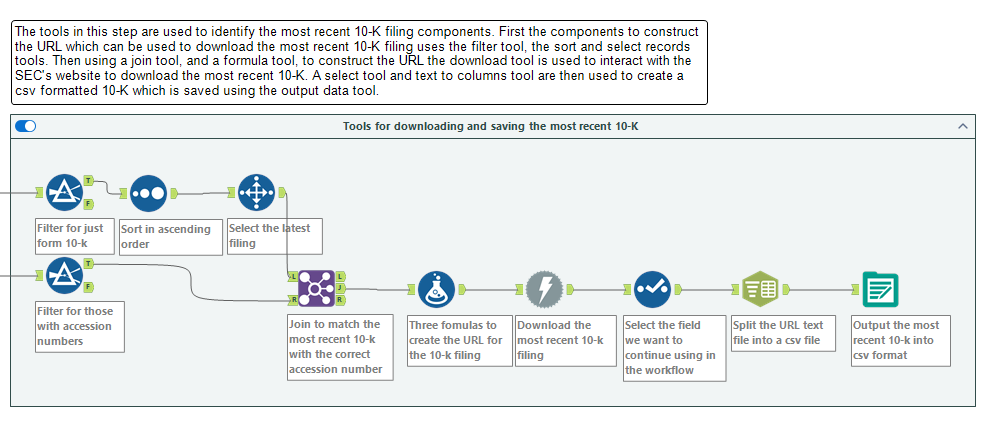 The tools in this step are used to identify the most recent 10-K filing components. First the components to construct
the URL which can be used to download the most recent 10-K filing uses the filter tool, the sort and select records
tools. Then using a join tool, and a formula tool, to construct the URL the download tool is used to interact with the
SEC's website to download the most recent 10-K. A select tool and text to columns tool are then used to create a
csv formatted 10-K which is saved using the output data tool.
Tools for downloading and saving the most recent 10-K
T
F
Filter for just
form 10-k
Sort in ascending
order
Select the latest
filing
T
F
Filter for those
with accession
numbers
L
R
L
J
R
Join to match the
most recent 10-k
with the correct
accession number
Three fomulas to
create the URL for
the 10-k filing
Download the
most recent 10-k
filing
Select the field
we want to
continue using in
the workflow
Split the URL text
file into a csv file
Output the most
recent 10-k into
csv format